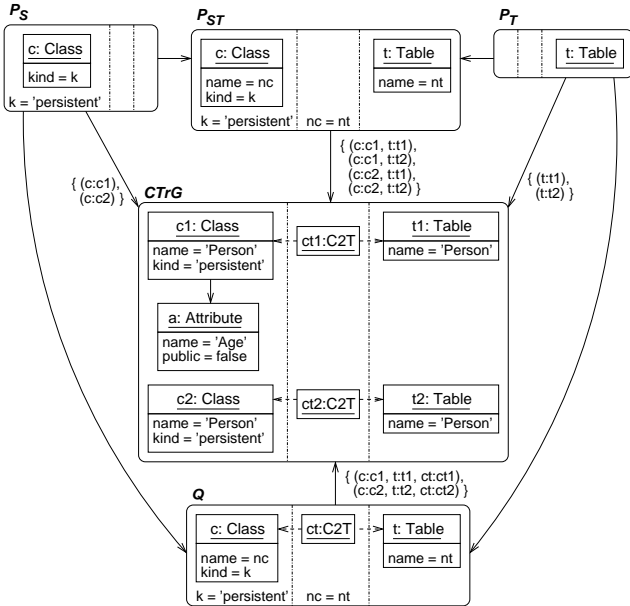 P_S
P_ST
P_T
c: Class
kind = k
k = 'persistent'
c: Class
name = nc
kind = k
t: Table
name = nt
k = 'persistent'
nc = nt
t: Table
{ (c:c1),
(c:c2) }
{ (c:c1, t:t1),
(c:c1, t:t2),
(c:c2, t:t1),
(c:c2, t:t2) }
{ (t:t1),
(t:t2) }
CTrG
c1: Class
name = 'Person'
kind = 'persistent'
ct1:C2T
t1: Table
name = 'Person'
a: Attribute
name = 'Age'
public = false
c2: Class
name = 'Person'
kind = 'persistent'
ct2:C2T
t2: Table
name = 'Person'
{ (c:c1, t:t1, ct:ct1),
(c:c2, t:t2, ct:ct2) }
Q
c: Class
name = nc
kind = k
ct:C2T
t: Table
name = nt
k = 'persistent'
nc = nt